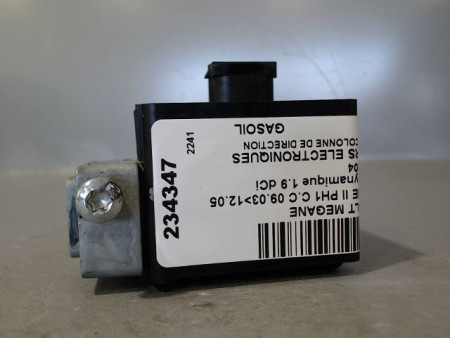 LT MEGANE
E II PH1 C.C 09.03>12.05
ynamique 1.9 dCi
04
RS ELECTRONIQUES
COLONNE DE DIRECTION
GASOIL
234347
2241